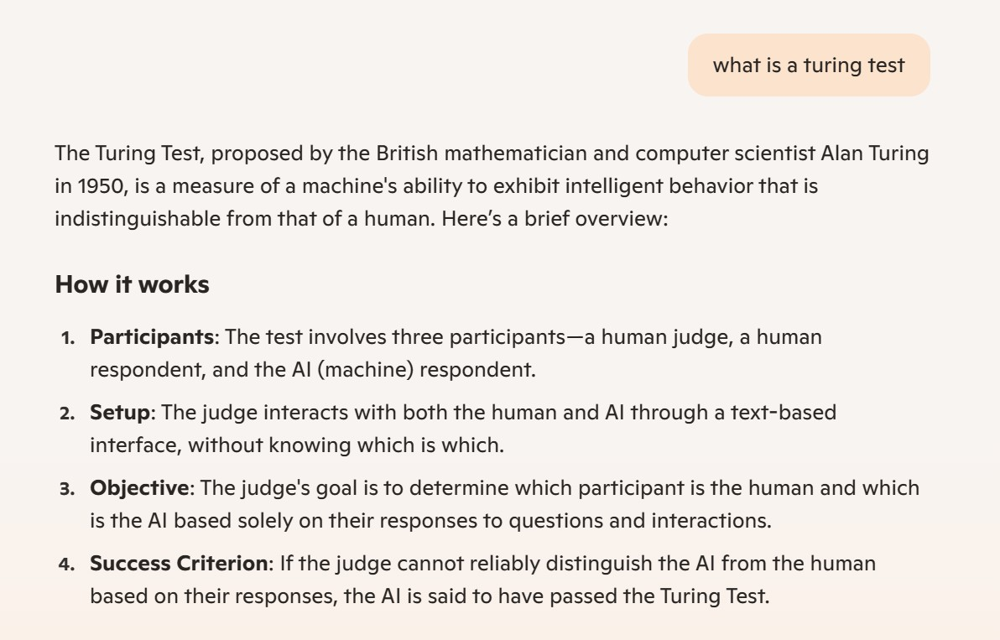 what is a turing test
The Turing Test, proposed by the British mathematician and computer scientist Alan Turing
in 1950, is a measure of a machine's ability to exhibit intelligent behavior that is
indistinguishable from that of a human. Here’s a brief overview:
How it works
1. Participants: The test involves three participants—a human judge, a human
respondent, and the AI (machine) respondent.
2. Setup: The judge interacts with both the human and AI through a text-based
interface, without knowing which is which.
3. Objective: The judge's goal is to determine which participant is the human and which
is the AI based solely on their responses to questions and interactions.
4. Success Criterion: If the judge cannot reliably distinguish the AI from the human
based on their responses, the AI is said to have passed the Turing Test.